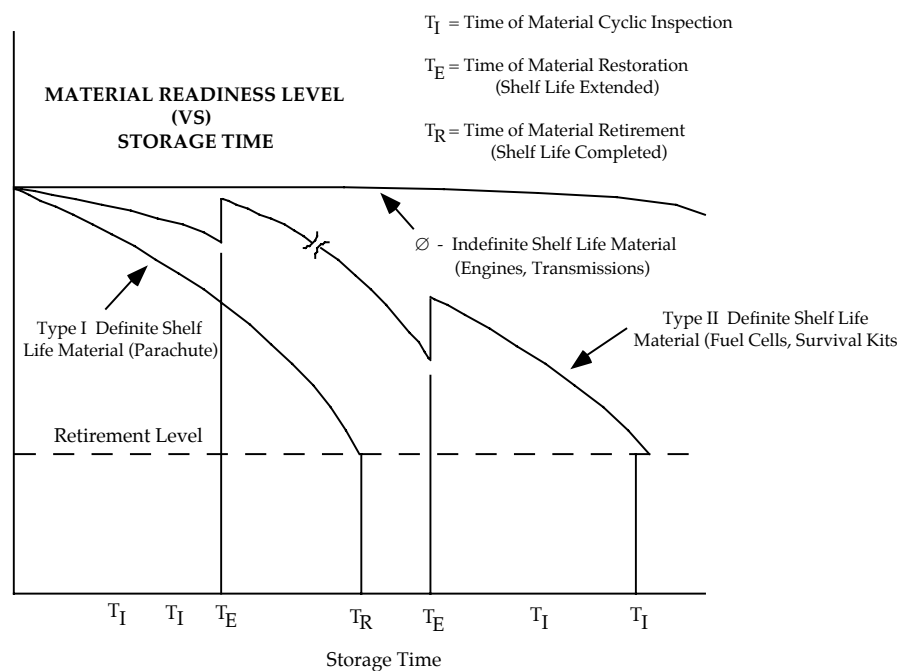 T_I = Time of Material Cyclic Inspection
T_E = Time of Material Restoration
(Shelf Life Extended)
T_R = Time of Material Retirement
(Shelf Life Completed)
MATERIAL READINESS LEVEL
(VS)
STORAGE TIME
∅ - Indefinite Shelf Life Material
(Engines, Transmissions)
Type I Definite Shelf
Life Material (Parachute)
Type II Definite Shelf Life
Material (Fuel Cells, Survival Kits
Retirement Level
T_I T_I T_E T_R T_E T_I T_I
Storage Time